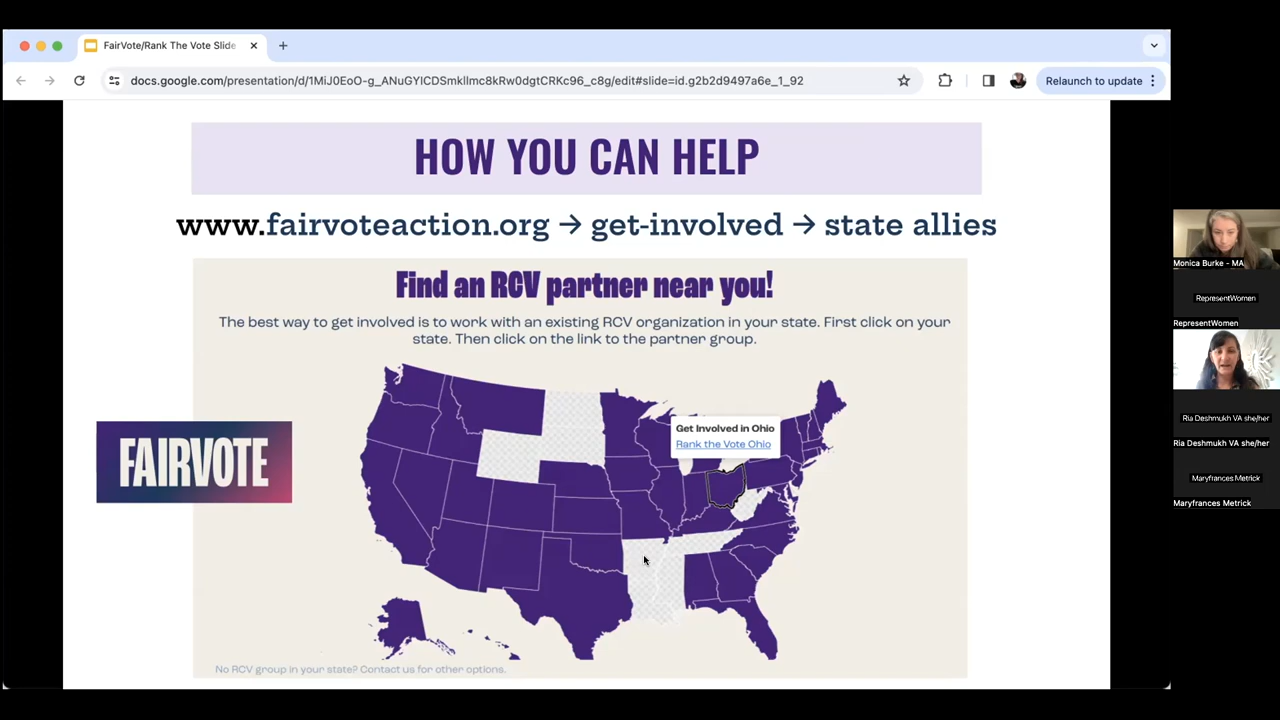 FairVote/Rank The Vote Slide
docs.google.com/presentation/d/1MiJ0EoO-g_ANuGYICDSmkllmc8kRw0dgtCRKc96_c8g/edit#slide=id.g2b2d9497a6e_1_92
Relaunch to update
HOW YOU CAN HELP
www.fairvoteaction.org → get-involved → state allies
Find an RCV partner near you!
The best way to get involved is to work with an existing RCV organization in your state. First click on your
state. Then click on the link to the partner group.
Get Involved in Ohio
Rank the Vote Ohio
FAIRVOTE
No RCV group in your state? Contact us for other options.
Monica Burke - MA
RepresentWomen
RepresentWomen
Ria Deshmukh VA she/her
Ria Deshmukh VA she/her
Maryfrances Metrick
Maryfrances Metrick